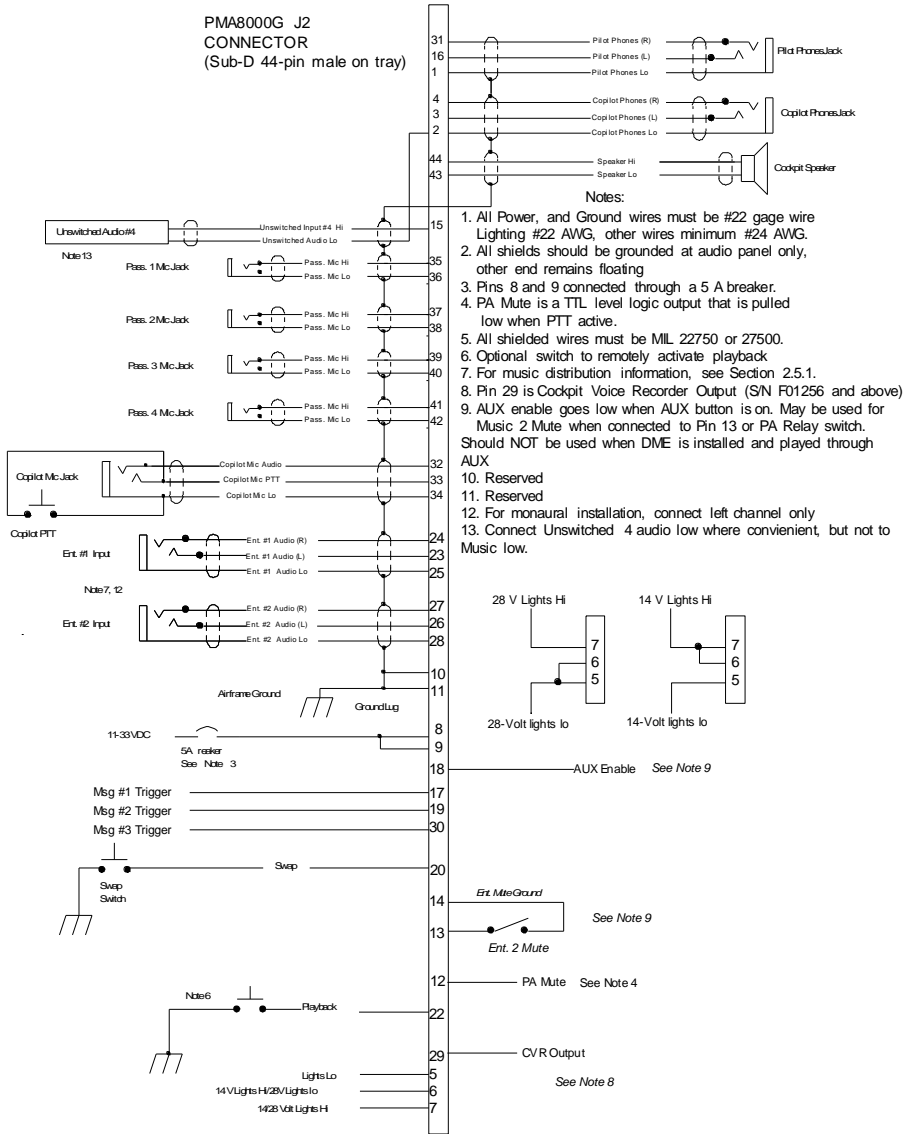 PMA8000G J2
CONNECTOR
(Sub-D 44-pin male on tray)
31 Pilot Phones (R)
16 Pilot Phones (L)
1 Pilot Phones Lo
Pilot Phones Jack
4 Copilot Phones (R)
3 Copilot Phones (L)
2 Copilot Phones Lo
Copilot Phones Jack
44 Speaker Hi
43 Speaker Lo
Cockpit Speaker
Unswitched Audio #4
Note 13
Unswitched Input #4 Hi 15
Unswitched Audio Lo
Pass. 1 Mic Jack
Pass. Mic Hi 35
Pass. Mic Lo 36
Pass. 2 Mic Jack
Pass. Mic Hi 37
Pass. Mic Lo 38
Pass. 3 Mic Jack
Pass. Mic Hi 39
Pass. Mic Lo 40
Pass. 4 Mic Jack
Pass. Mic Hi 41
Pass. Mic Lo 42
Copilot Mic Jack
Copilot PTT
Copilot Mic Audio 32
Copilot Mic PTT 33
Copilot Mic Lo 34
Ent. #1 Input
Ent. #1 Audio (R) 24
Ent. #1 Audio (L) 23
Ent. #1 Audio Lo 25
Note 7, 12
Ent. #2 Input
Ent. #2 Audio (R) 27
Ent. #2 Audio (L) 26
Ent. #2 Audio Lo 28
10
11
Airframe Ground
Ground Lug
11-33 VDC
5A reaker
See Note 3
8
9
18 AUX Enable See Note 9
Msg #1 Trigger 17
Msg #2 Trigger 19
Msg #3 Trigger 30
Swap 20
Swap
Switch
14 Ent. Mute Ground
13 Ent. 2 Mute
See Note 9
12 PA Mute See Note 4
Note 6
Playback 22
29 CVR Output
See Note 8
Lights Lo 5
14 V Lights Hi/28V Lights lo 6
14/28 Volt Lights Hi 7
Notes:
1. All Power, and Ground wires must be #22 gage wire
Lighting #22 AWG, other wires minimum #24 AWG.
2. All shields should be grounded at audio panel only,
other end remains floating
3. Pins 8 and 9 connected through a 5 A breaker.
4. PA Mute is a TTL level logic output that is pulled
low when PTT active.
5. All shielded wires must be MIL 22750 or 27500.
6. Optional switch to remotely activate playback
7. For music distribution information, see Section 2.5.1.
8. Pin 29 is Cockpit Voice Recorder Output (S/N F01256 and above)
9. AUX enable goes low when AUX button is on. May be used for
Music 2 Mute when connected to Pin 13 or PA Relay switch.
Should NOT be used when DME is installed and played through
AUX
10. Reserved
11. Reserved
12. For monaural installation, connect left channel only
13. Connect Unswitched 4 audio low where convienient, but not to
Music low.
28 V Lights Hi
7
6
5
28-Volt lights lo
14 V Lights Hi
7
6
5
14-Volt lights lo